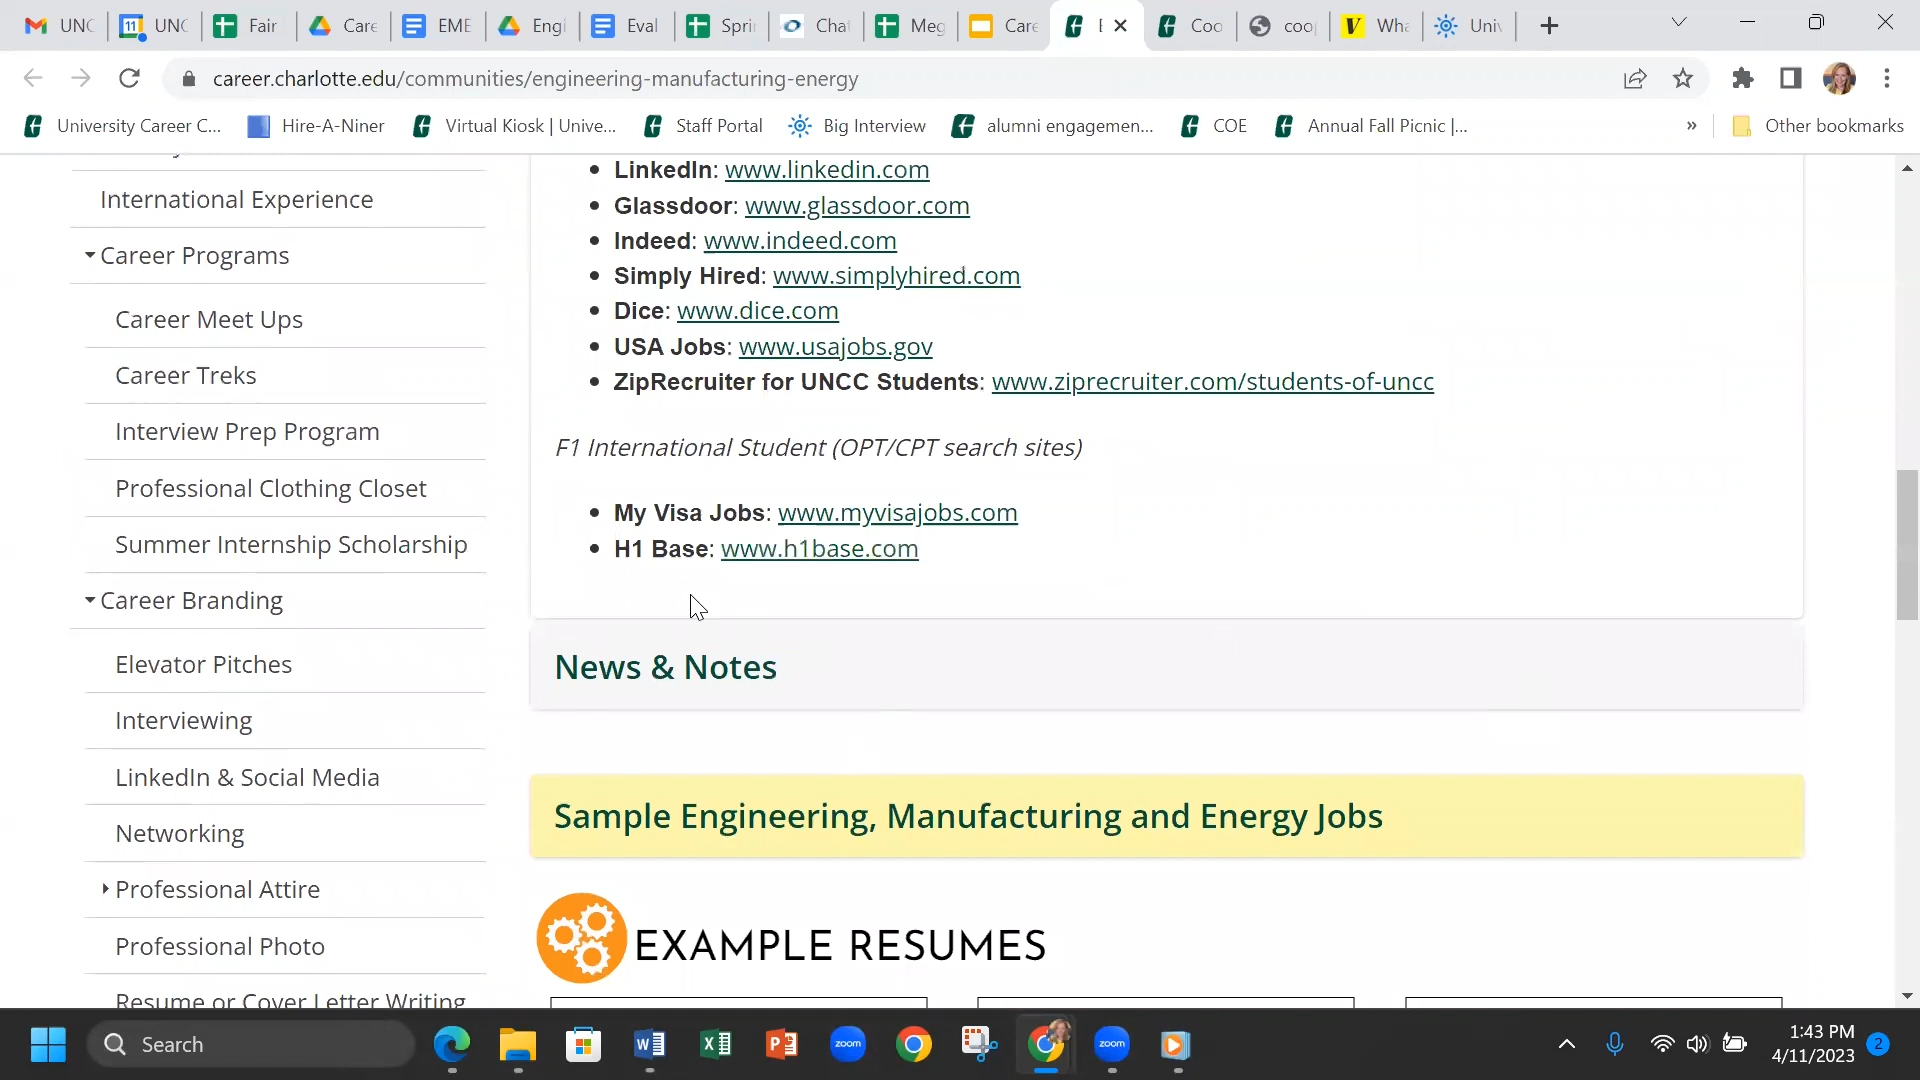 UNC
UNC
Fair
Care
EME
Engi
Eval
Sprin
Chat
Meg
Care
E
Coo
coop
Wha
Univ
career.charlotte.edu/communities/engineering-manufacturing-energy
University Career C...
Hire-A-Niner
Virtual Kiosk | Unive...
Staff Portal
Big Interview
alumni engagemen...
COE
Annual Fall Picnic |...
»
Other bookmarks
International Experience
Career Programs
Career Meet Ups
Career Treks
Interview Prep Program
Professional Clothing Closet
Summer Internship Scholarship
Career Branding
Elevator Pitches
Interviewing
LinkedIn & Social Media
Networking
Professional Attire
Professional Photo
Resume or Cover Letter Writing
• LinkedIn: www.linkedin.com
• Glassdoor: www.glassdoor.com
• Indeed: www.indeed.com
• Simply Hired: www.simplyhired.com
• Dice: www.dice.com
• USA Jobs: www.usajobs.gov
• ZipRecruiter for UNCC Students: www.ziprecruiter.com/students-of-uncc
F1 International Student (OPT/CPT search sites)
• My Visa Jobs: www.myvisajobs.com
• H1 Base: www.h1base.com
News & Notes
Sample Engineering, Manufacturing and Energy Jobs
EXAMPLE RESUMES
Search
zoom
zoom
1:43 PM
4/11/2023
2